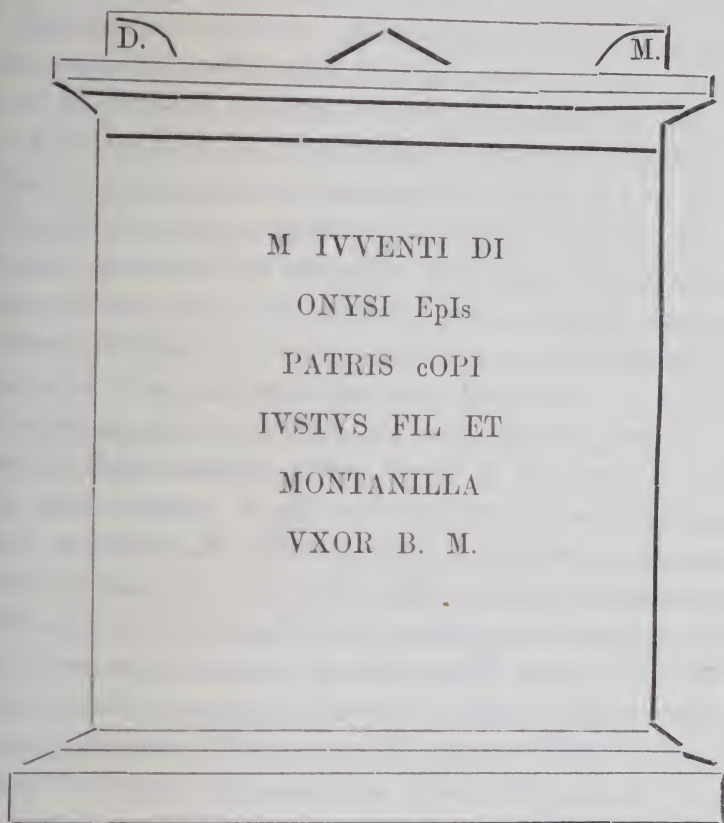 D. M.
M IVVENTI DI
ONYSI EpIs
PATRIS cOPI
IVSTVS FIL ET
MONTANILLA
VXOR B. M.